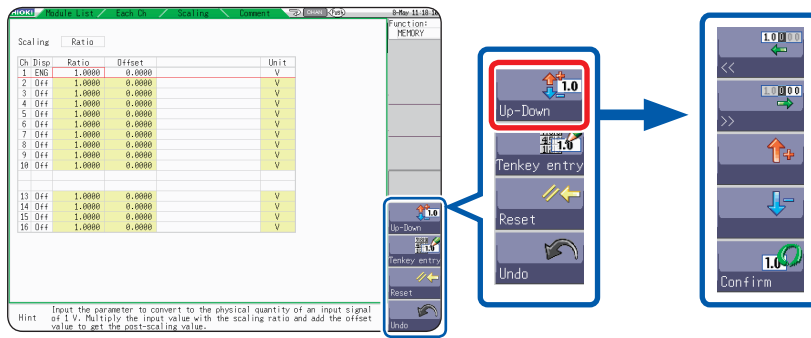 HIOKI Module List Each Ch Scaling Comment CHAN 8-May 11 18
Function:
MEMORY
Scaling Ratio
Ch Disp Ratio Offset Unit
1 ENG 1.0000 0.0000 V
2 Off 1.0000 0.0000 V
3 Off 1.0000 0.0000 V
4 Off 1.0000 0.0000 V
5 Off 1.0000 0.0000 V
6 Off 1.0000 0.0000 V
7 Off 1.0000 0.0000 V
8 Off 1.0000 0.0000 V
9 Off 1.0000 0.0000 V
10 Off 1.0000 0.0000 V
13 Off 1.0000 0.0000 V
14 Off 1.0000 0.0000 V
15 Off 1.0000 0.0000 V
16 Off 1.0000 0.0000 V
Hint
Input the parameter to convert to the physical quantity of an input signal
of 1 V. Multiply the input value with the scaling ratio and add the offset
value to get the post-scaling value.
1.0
Up-Down
1.0
Tenkey entry
Reset
Undo
1.0
Up-Down
1.0
Tenkey entry
Reset
Undo
1.0000
<<
1.0000
>>
+
-
1.0
Confirm